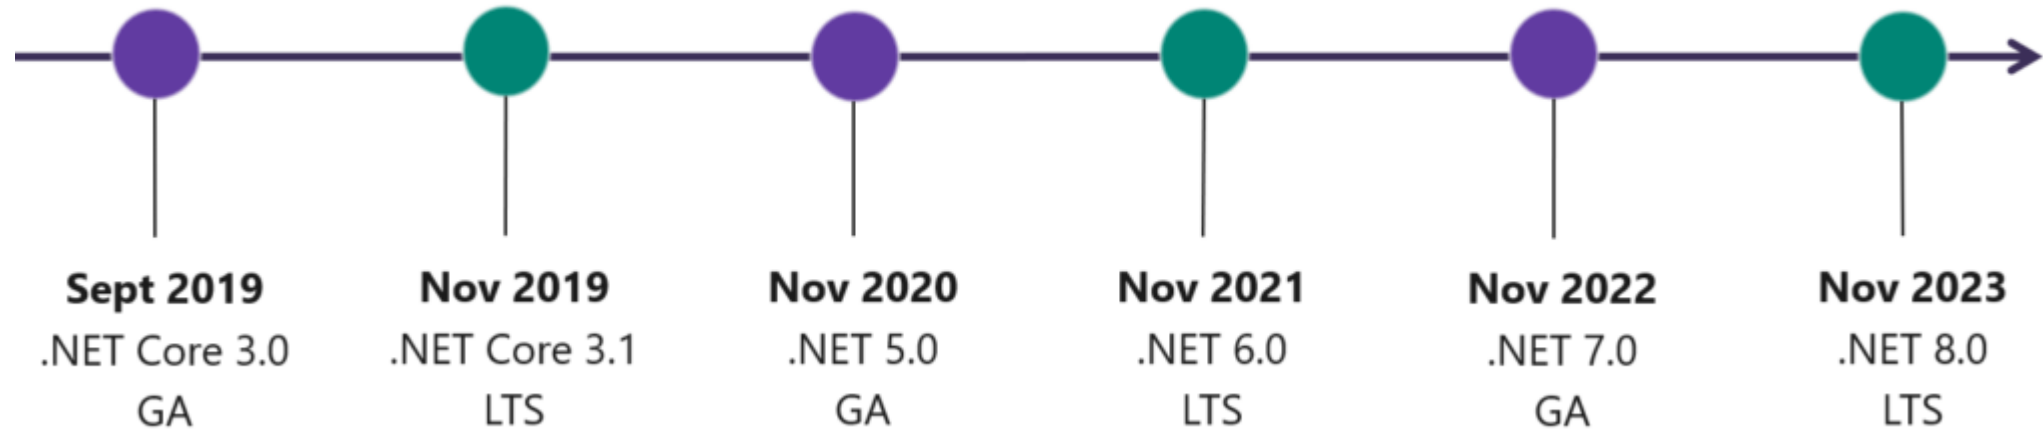 Sept 2019
.NET Core 3.0
GA
Nov 2019
.NET Core 3.1
LTS
Nov 2020
.NET 5.0
GA
Nov 2021
.NET 6.0
LTS
Nov 2022
.NET 7.0
GA
Nov 2023
.NET 8.0
LTS